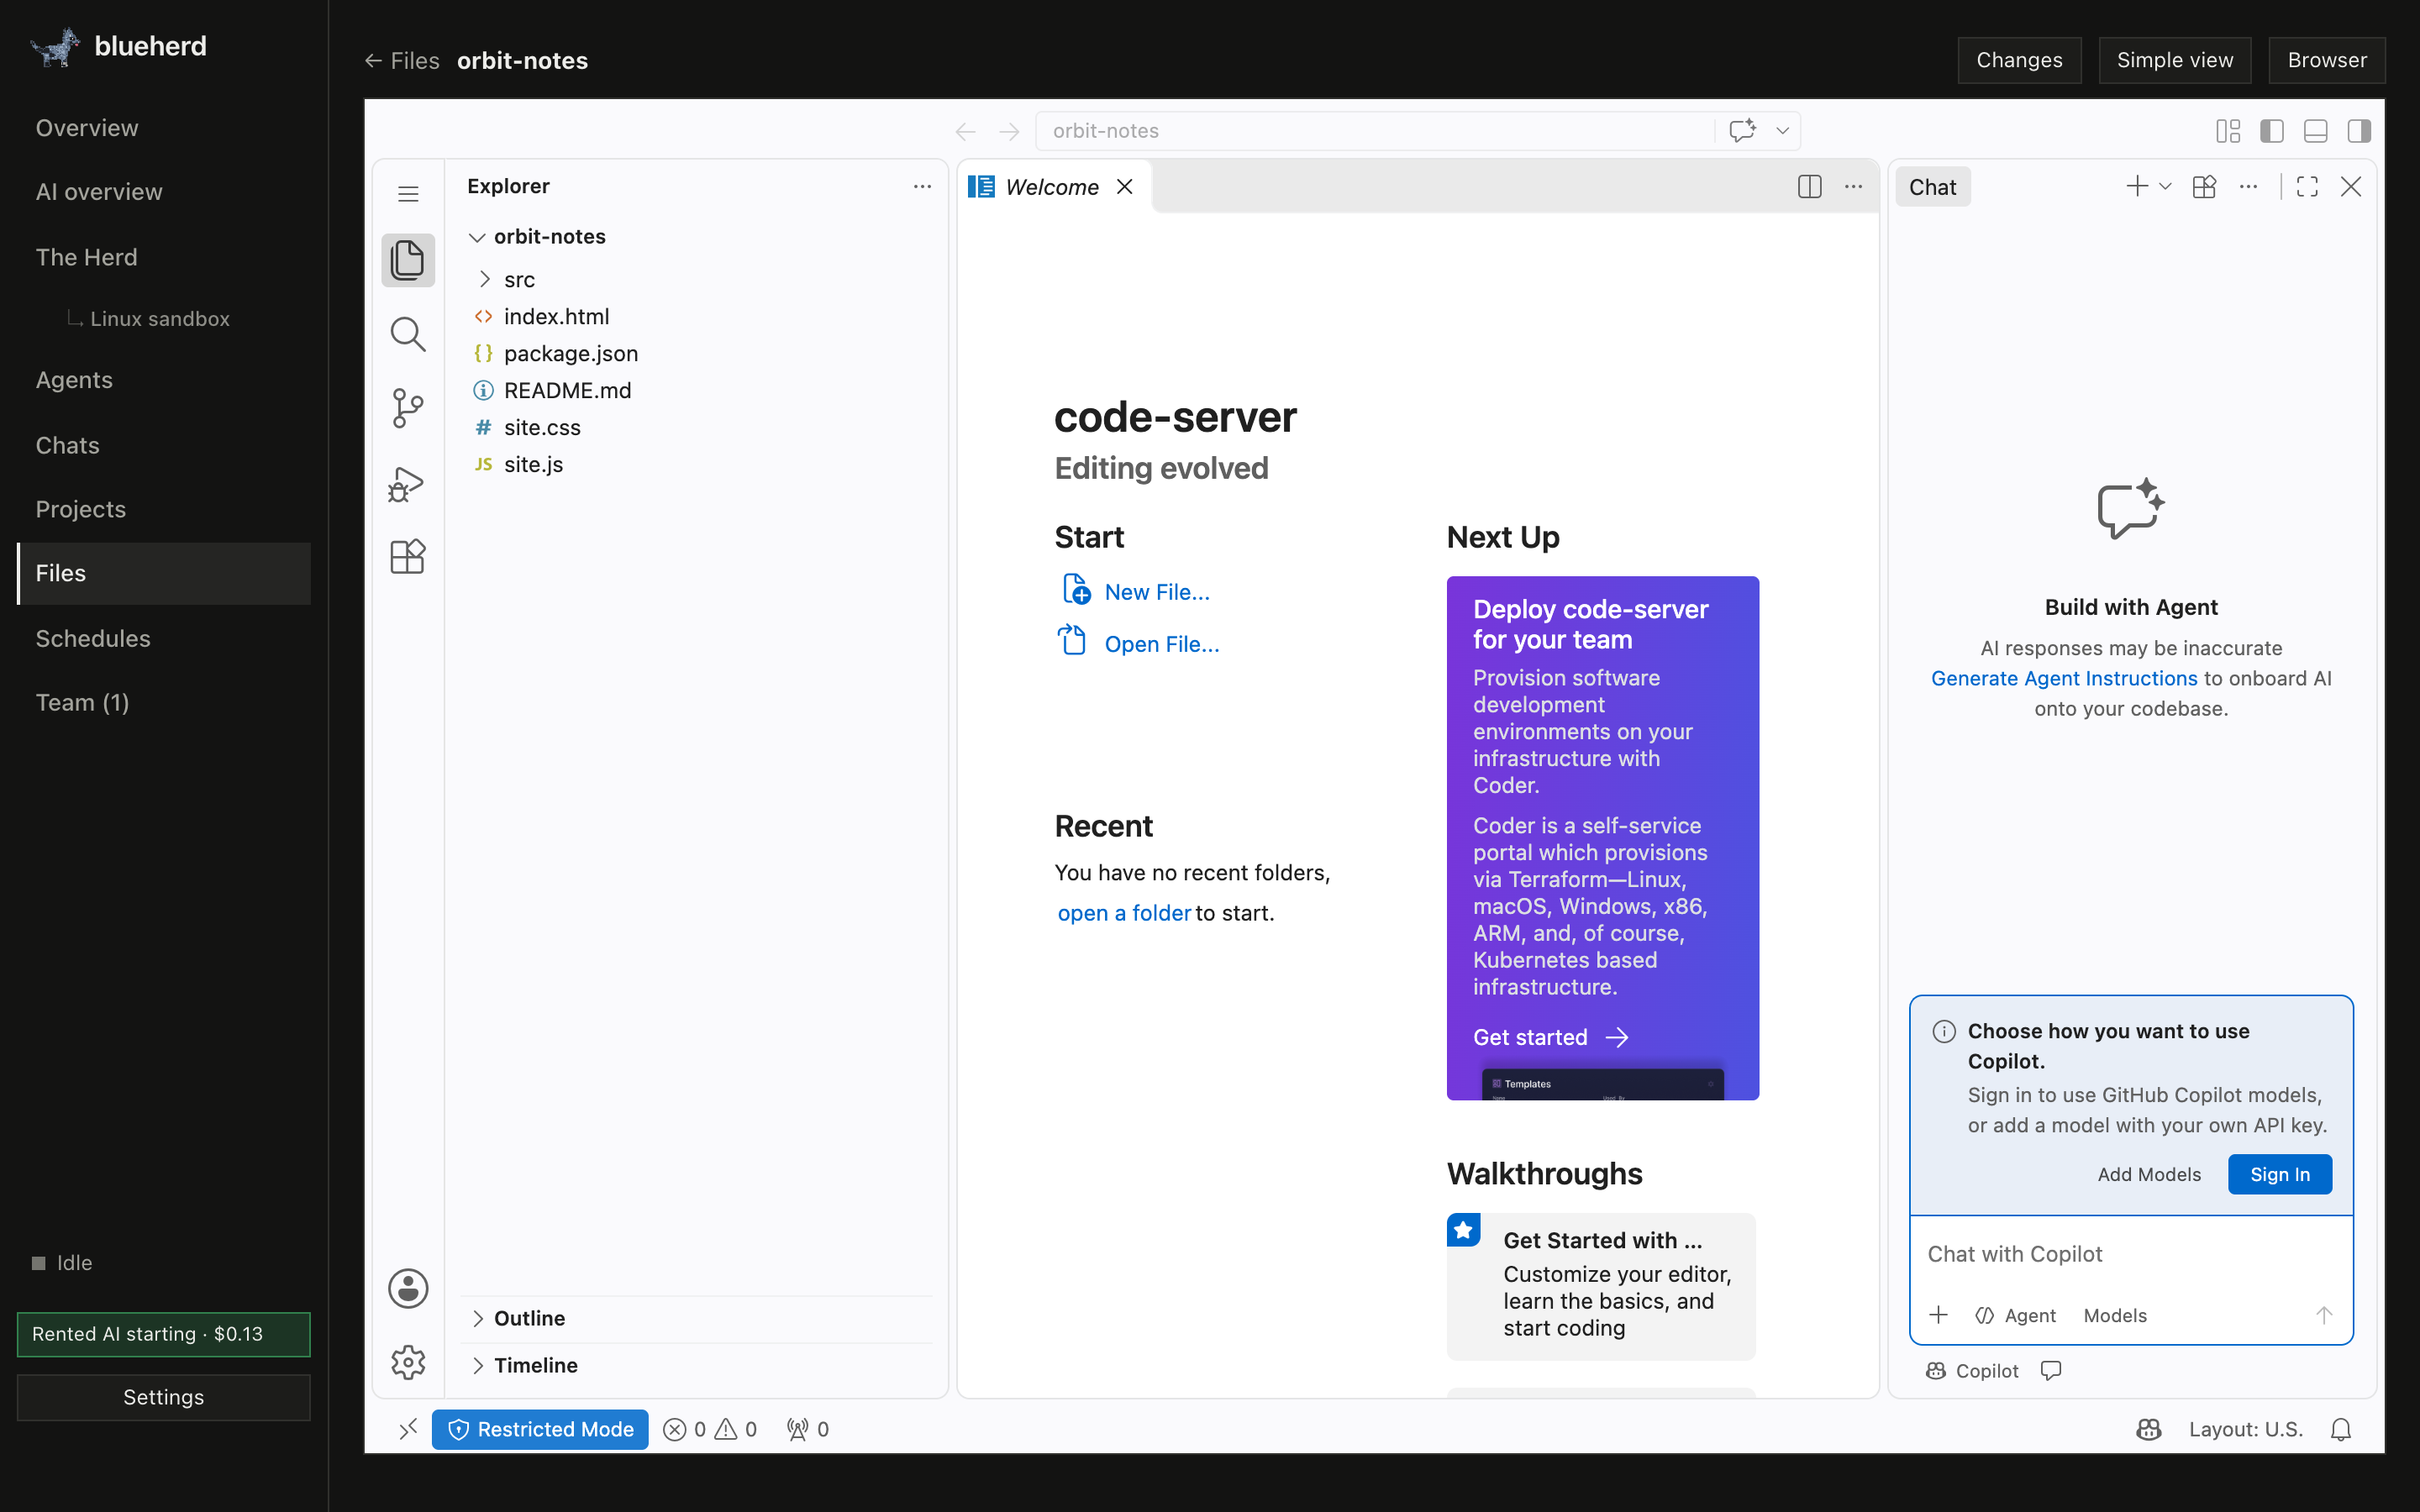 blueherd
Overview
AI overview
The Herd
Linux sandbox
Agents
Chats
Projects
Files
Schedules
Team (1)
Idle
Rented AI starting · $0.13
Settings
← Files orbit-notes
Changes
Simple view
Browser
orbit-notes
Explorer
orbit-notes
src
index.html
package.json
README.md
site.css
JS site.js
Outline
Timeline
Welcome
code-server
Editing evolved
Start
New File...
Open File...
Recent
You have no recent folders,
open a folder to start.
Next Up
Deploy code-server
for your team
Provision software
development
environments on your
infrastructure with
Coder.
Coder is a self-service
portal which provisions
via Terraform—Linux,
macOS, Windows, x86,
ARM, and, of course,
Kubernetes based
infrastructure.
Get started
Templates
Name Used By
Walkthroughs
Get Started with ...
Customize your editor,
learn the basics, and
start coding
Chat
Build with Agent
AI responses may be inaccurate
Generate Agent Instructions to onboard AI
onto your codebase.
Choose how you want to use
Copilot.
Sign in to use GitHub Copilot models,
or add a model with your own API key.
Add Models
Sign In
Chat with Copilot
Agent Models
Copilot
Restricted Mode 0 0 0
Layout: U.S.